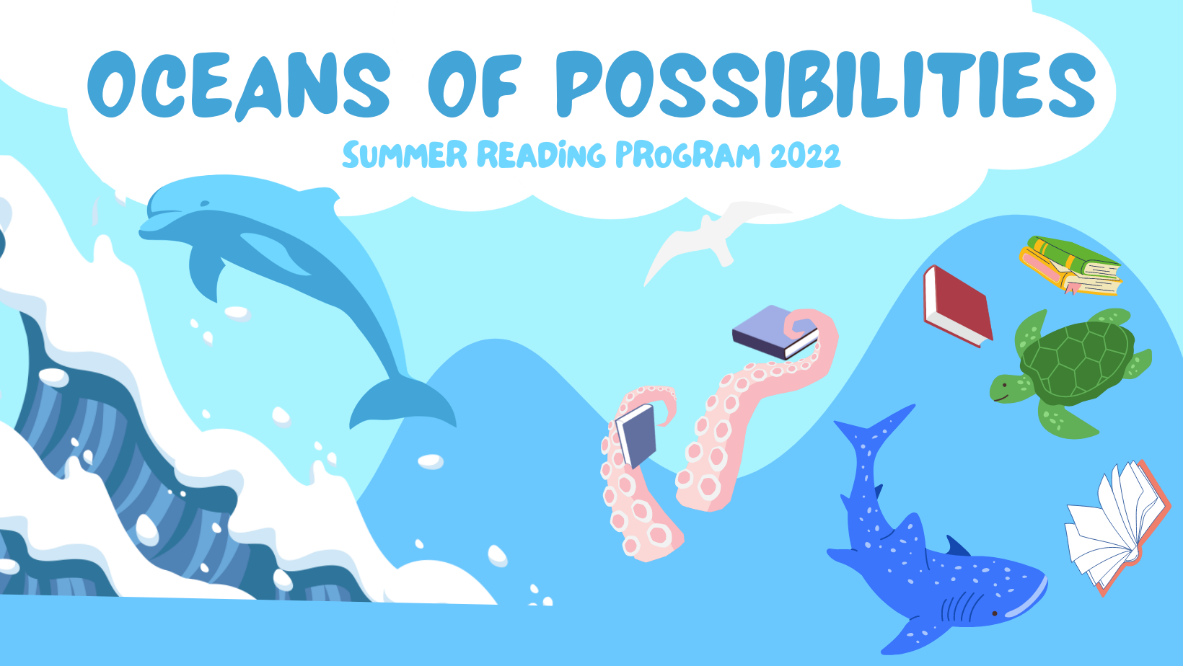 OCEANS OF POSSIBILITIES
SUMMER READING PROGRAM 2022